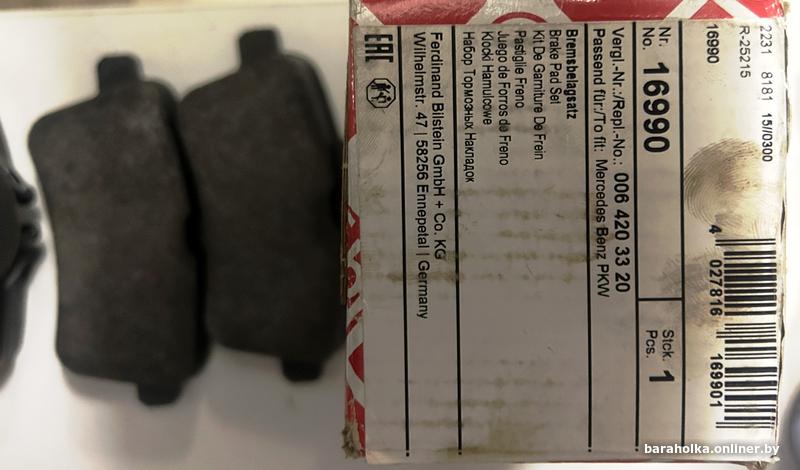 2231 8181 15//0300
R-25215
16990
4 027816 169901
Nr.
No. 16990
Stck.
Pcs. 1
Vergl.-Nr./Repl.-No.: 006 420 33 20
Passend für:/To fit: Mercedes Benz PKW
Bremsbelagsatz
Brake Pad Set
Kit De Garniture De Frein
Pastiglie Freno
Juego de Forros de Freno
Klocki Hamulcowe
Набор Тормозных Накладок
Ferdinand Bilstein GmbH + Co. KG
Wilhelmstr. 47 | 58256 Ennepetal | Germany
EAC
baraholka.onliner.by